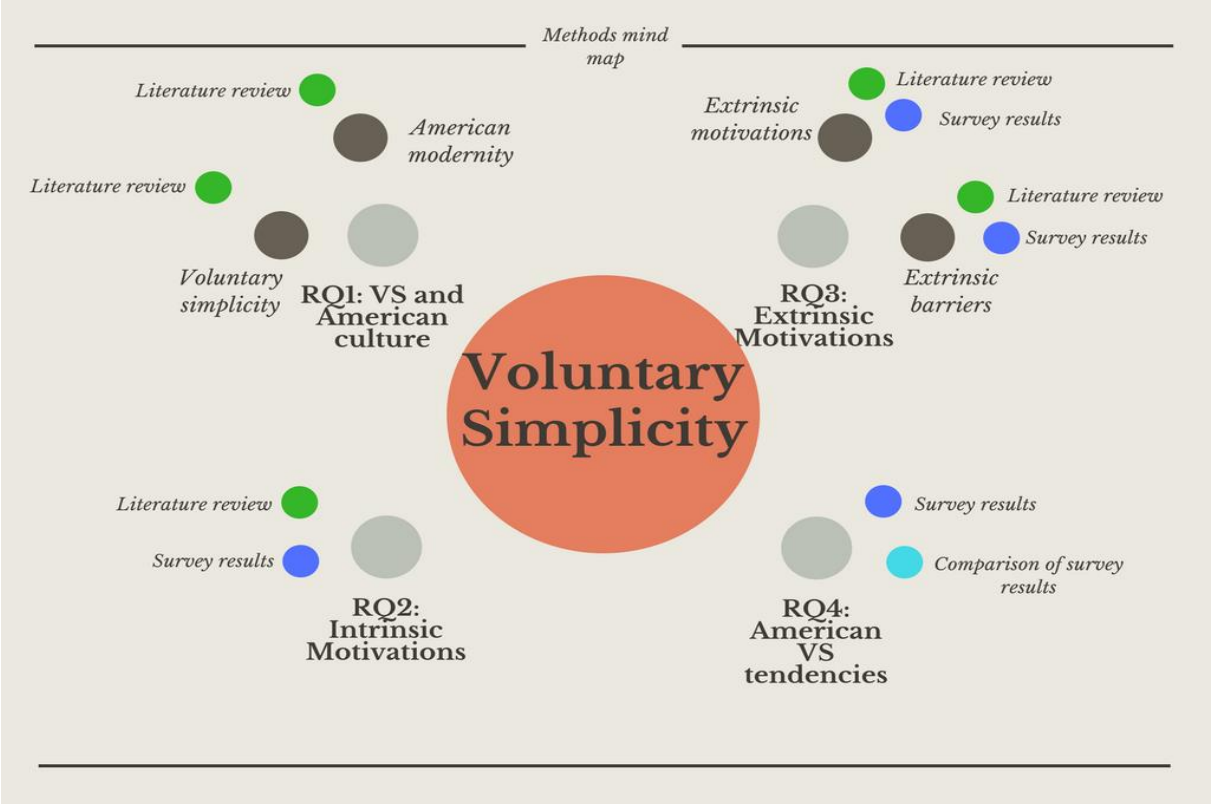 Methods mind
map
Literature review
American
modernity
Literature review
Voluntary
simplicity
RQ1: VS and
American
culture
Extrinsic
motivations
Literature review
Survey results
Literature review
Survey results
Extrinsic
barriers
RQ3:
Extrinsic
Motivations
Voluntary
Simplicity
Literature review
Survey results
RQ2:
Intrinsic
Motivations
Survey results
Comparison of survey
results
RQ4:
American
VS
tendencies